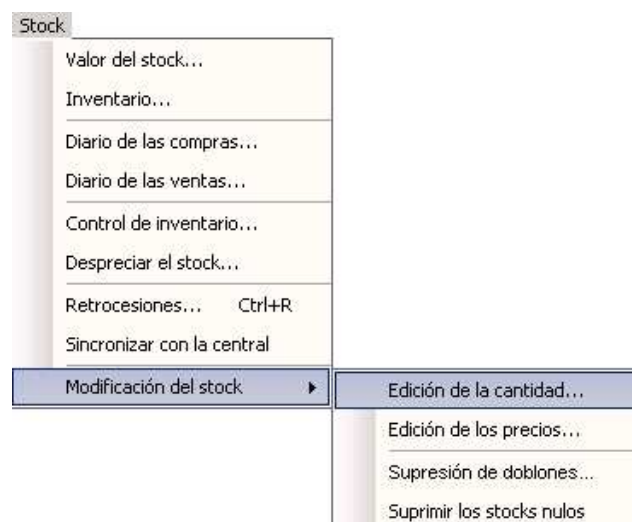 Stock
Valor del stock...
Inventario...
Diario de las compras...
Diario de las ventas...
Control de inventario...
Despreciar el stock...
Retrocesiones... Ctrl+R
Sincronizar con la central
Modificación del stock
Edición de la cantidad...
Edición de los precios...
Supresión de doblones...
Suprimir los stocks nulos